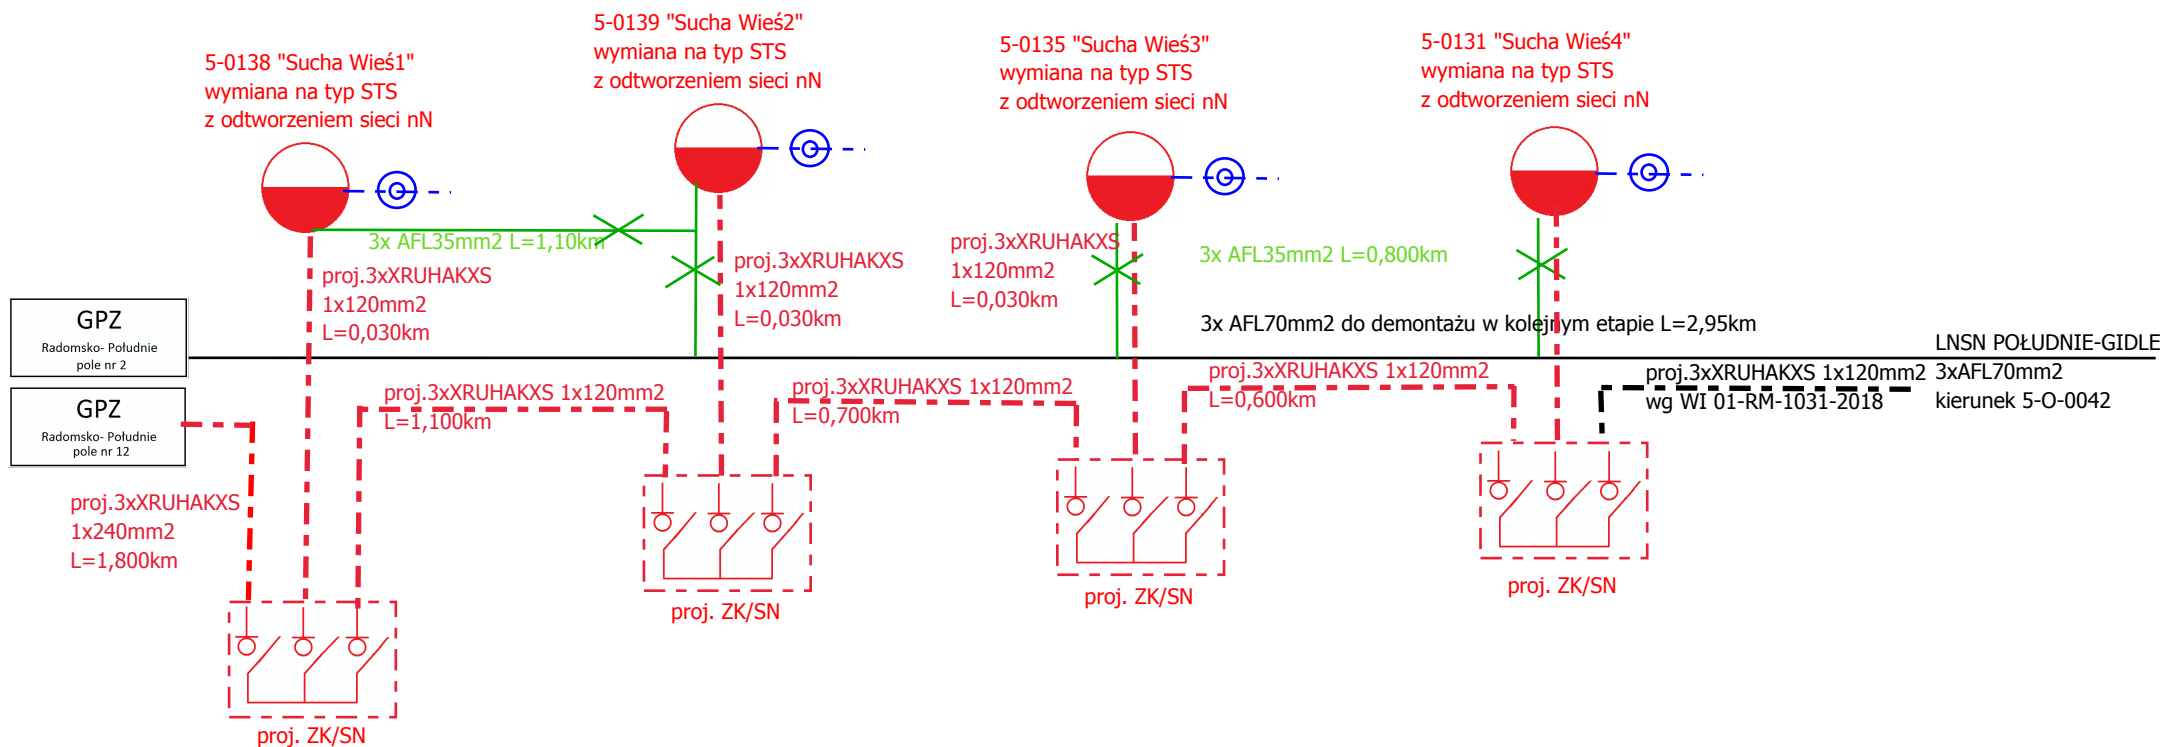 5-0138 "Sucha Wieś1"
wymiana na typ STS
z odtworzeniem sieci nN
5-0139 "Sucha Wieś2"
wymiana na typ STS
z odtworzeniem sieci nN
5-0135 "Sucha Wieś3"
wymiana na typ STS
z odtworzeniem sieci nN
5-0131 "Sucha Wieś4"
wymiana na typ STS
z odtworzeniem sieci nN
3x AFL35mm2 L=1,10km
proj.3xXRUHAKXS
1x120mm2
L=0,030km
proj.3xXRUHAKXS
1x120mm2
L=0,030km
proj.3xXRUHAKXS
1x120mm2
L=0,030km
3x AFL35mm2 L=0,800km
3x AFL70mm2 do demontażu w kolejnym etapie L=2,95km
GPZ
Radomsko- Południe
pole nr 2
LNSN POŁUDNIE-GIDLE
3xAFL70mm2
kierunek 5-O-0042
GPZ
Radomsko- Południe
pole nr 12
proj.3xXRUHAKXS 1x120mm2
L=1,100km
proj.3xXRUHAKXS 1x120mm2
L=0,700km
proj.3xXRUHAKXS 1x120mm2
L=0,600km
proj.3xXRUHAKXS 1x120mm2
wg WI 01-RM-1031-2018
proj.3xXRUHAKXS
1x240mm2
L=1,800km
proj. ZK/SN
proj. ZK/SN
proj. ZK/SN
proj. ZK/SN